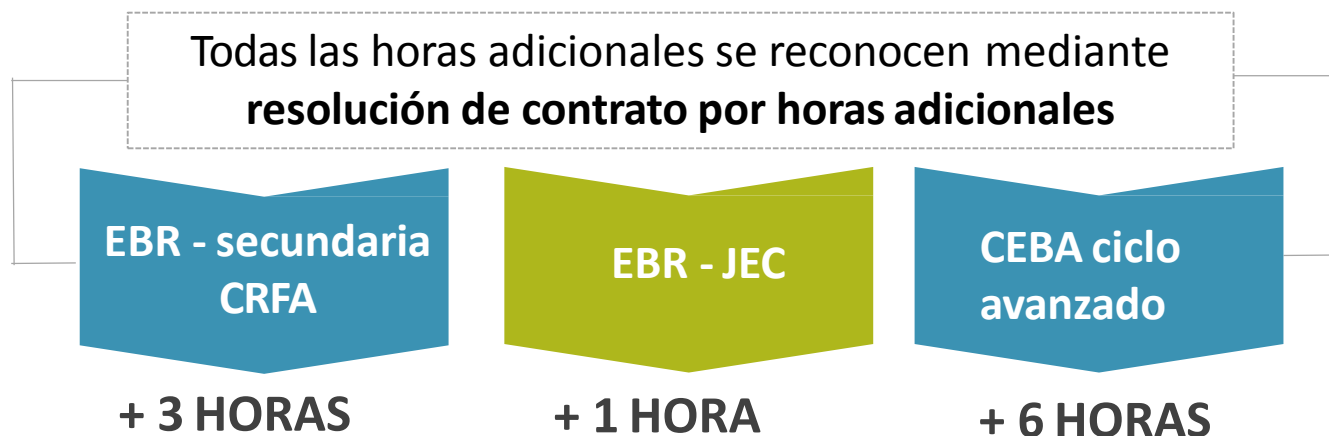 Todas las horas adicionales se reconocen mediante
resolución de contrato por horas adicionales
EBR - secundaria
CRFA
+ 3 HORAS
EBR - JEC
+ 1 HORA
CEBA ciclo
avanzado
+ 6 HORAS